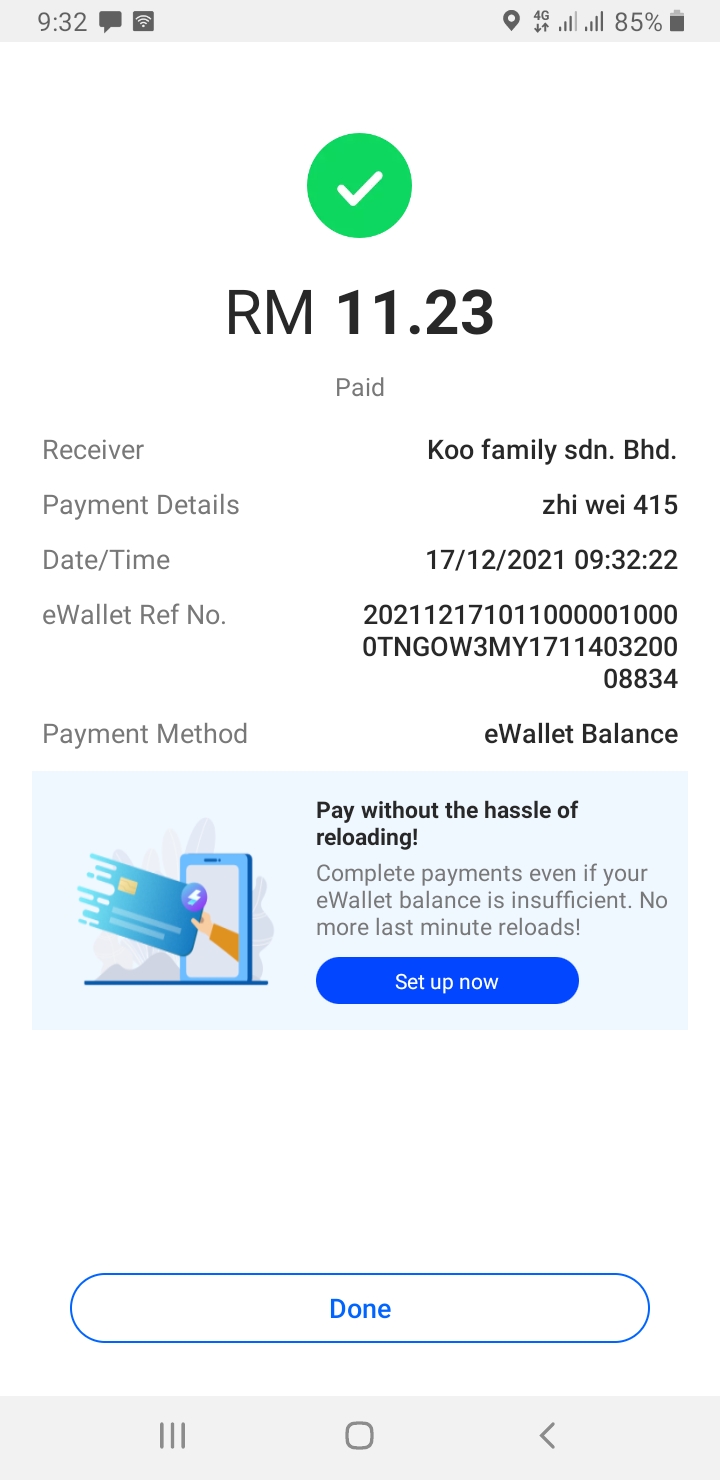 9:32 4G 85%
RM 11.23
Paid
Receiver Koo family sdn. Bhd.
Payment Details zhi wei 415
Date/Time 17/12/2021 09:32:22
eWallet Ref No. 202112171011000001000
0TNGOW3MY1711403200
08834
Payment Method eWallet Balance
Pay without the hassle of
reloading!
Complete payments even if your
eWallet balance is insufficient. No
more last minute reloads!
Set up now
Done